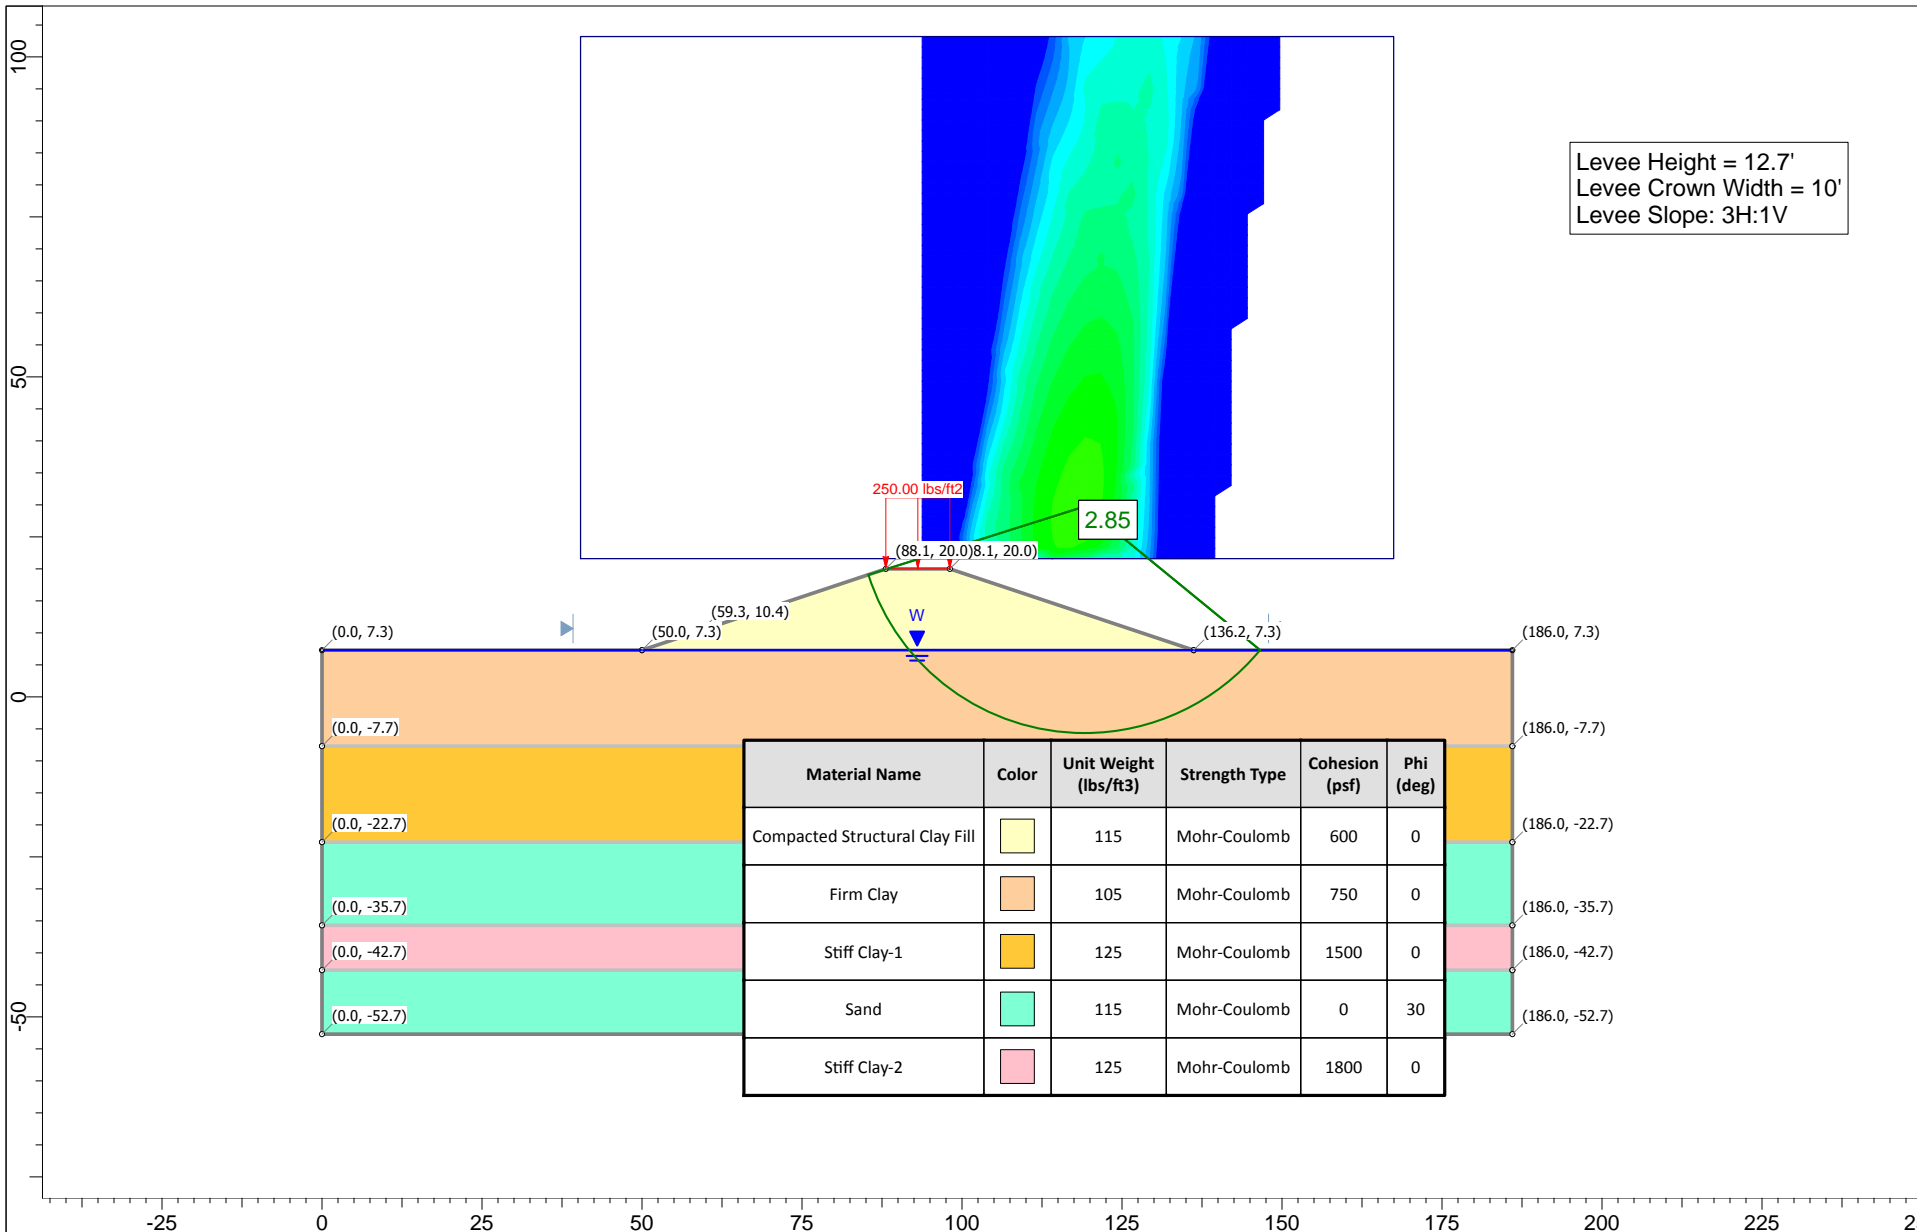 100
50
0
-50
Levee Height = 12.7'
Levee Crown Width = 10'
Levee Slope: 3H:1V
250.00 lbs/ft2
2.85
(88.1, 20.0)8.1, 20.0)
(59.3, 10.4)
W
(0.0, 7.3)
(50.0, 7.3)
(136.2, 7.3)
(186.0, 7.3)
(0.0, -7.7)
(186.0, -7.7)
(0.0, -22.7)
(186.0, -22.7)
(0.0, -35.7)
(186.0, -35.7)
(0.0, -42.7)
(186.0, -42.7)
(0.0, -52.7)
(186.0, -52.7)
Material Name Color Unit Weight (lbs/ft3) Strength Type Cohesion (psf) Phi (deg)
Compacted Structural Clay Fill 115 Mohr-Coulomb 600 0
Firm Clay 105 Mohr-Coulomb 750 0
Stiff Clay-1 125 Mohr-Coulomb 1500 0
Sand 115 Mohr-Coulomb 0 30
Stiff Clay-2 125 Mohr-Coulomb 1800 0
-25 0 25 50 75 100 125 150 175 200 225 2